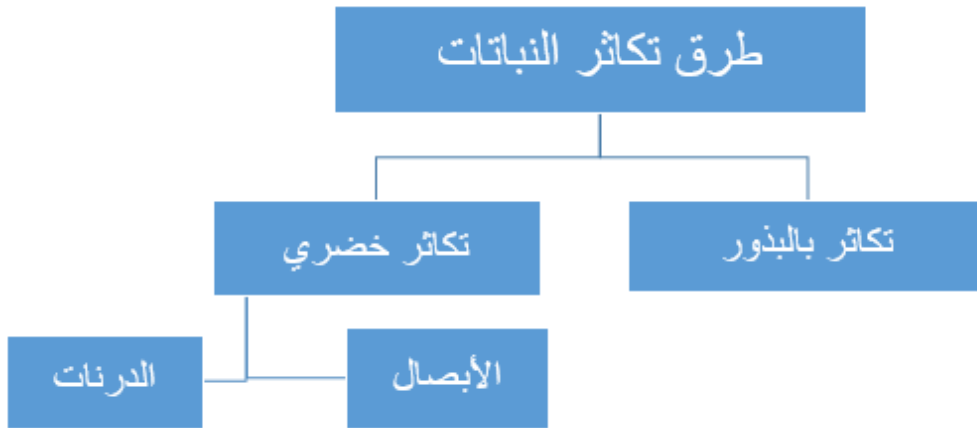 طرق تكاثر النباتات
تكاثر بالبذور
تكاثر خضري
الأبصال
الدرنات